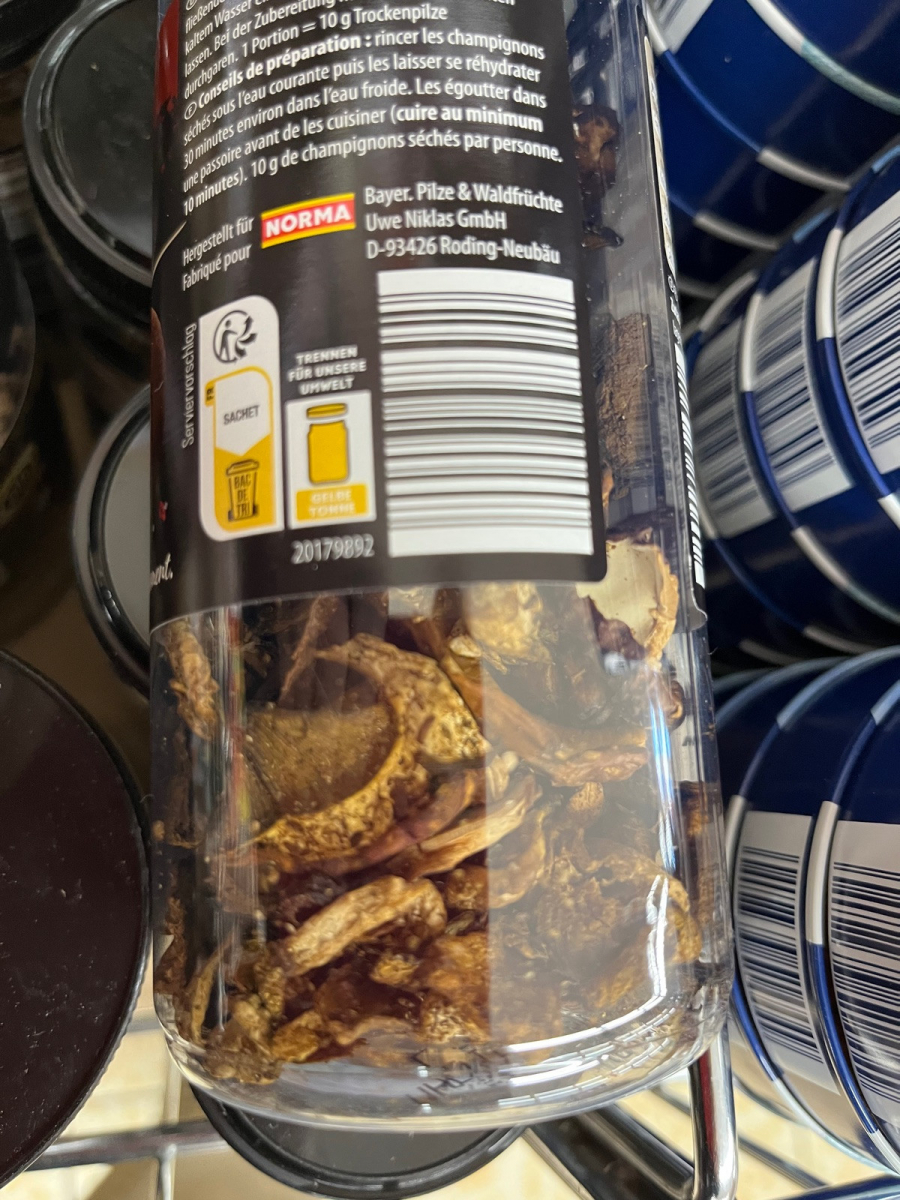 fließende
kaltem Wasser
lassen. Bei der Zubereitung
durchgaren. 1 Portion = 10 g Trockenpilze
Conseils de préparation : rincer les champignons
séchés sous l'eau courante puis les laisser se réhydrater
30 minutes environ dans l'eau froide. Les égoutter dans
une passoire avant de les cuisiner (cuire au minimum
10 minutes). 10 g de champignons séchés par personne.
Hergestellt für
Fabriqué pour
NORMA
Bayer. Pilze & Waldfrüchte
Uwe Niklas GmbH
D-93426 Roding-Neubäu
Serviervorschlag
FR
SACHET
BAC
DE
TRI
TRENNEN
FÜR UNSERE
UMWELT
GELBE
TONNE
20179892